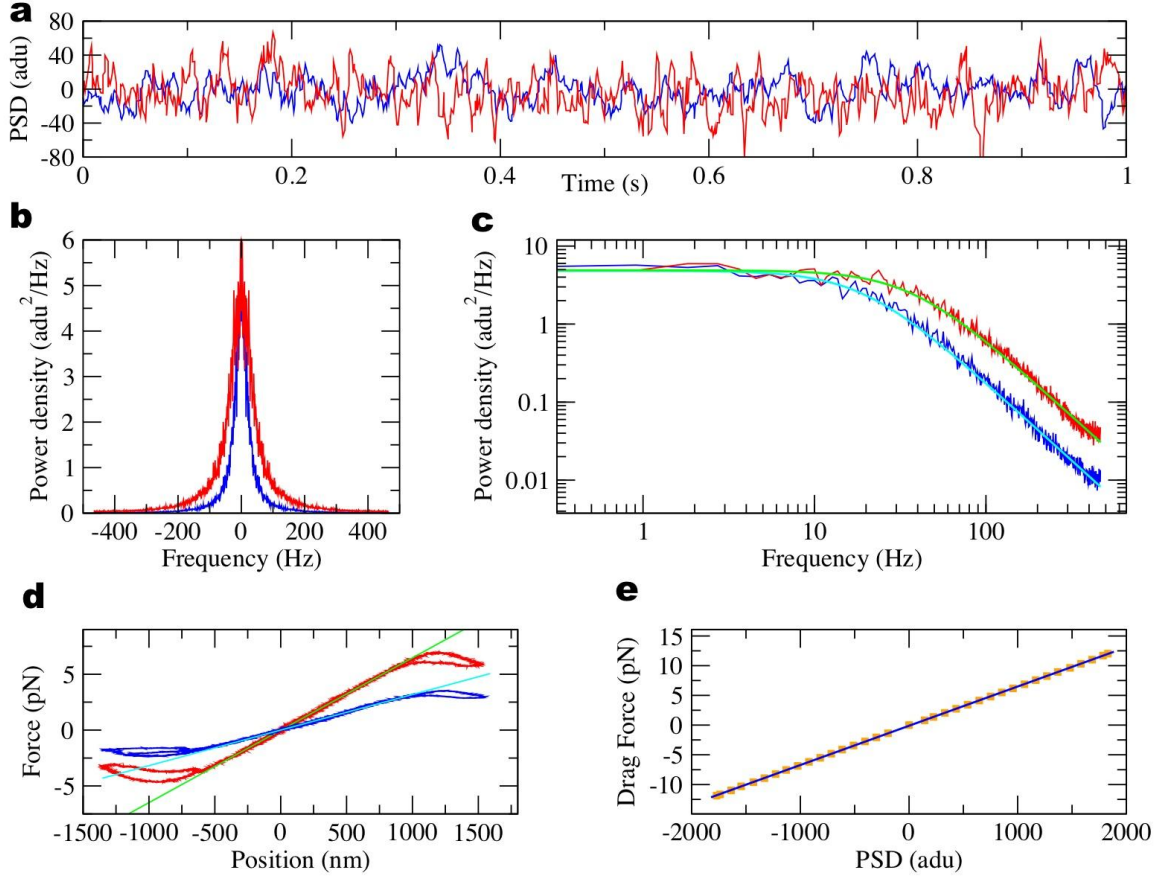 a
PSD (adu)
80
40
0
-40
-80
0 0.2 0.4 0.6 0.8 1
Time (s)
b
Power density (adu²/Hz)
6
5
4
3
2
1
0
-400 -200 0 200 400
Frequency (Hz)
c
Power density (adu²/Hz)
10
1
0.1
0.01
1 10 100
Frequency (Hz)
d
Force (pN)
5
0
-5
-1500 -1000 -500 0 500 1000 1500
Position (nm)
e
Drag Force (pN)
15
10
5
0
-5
-10
-2000 -1000 0 1000 2000
PSD (adu)